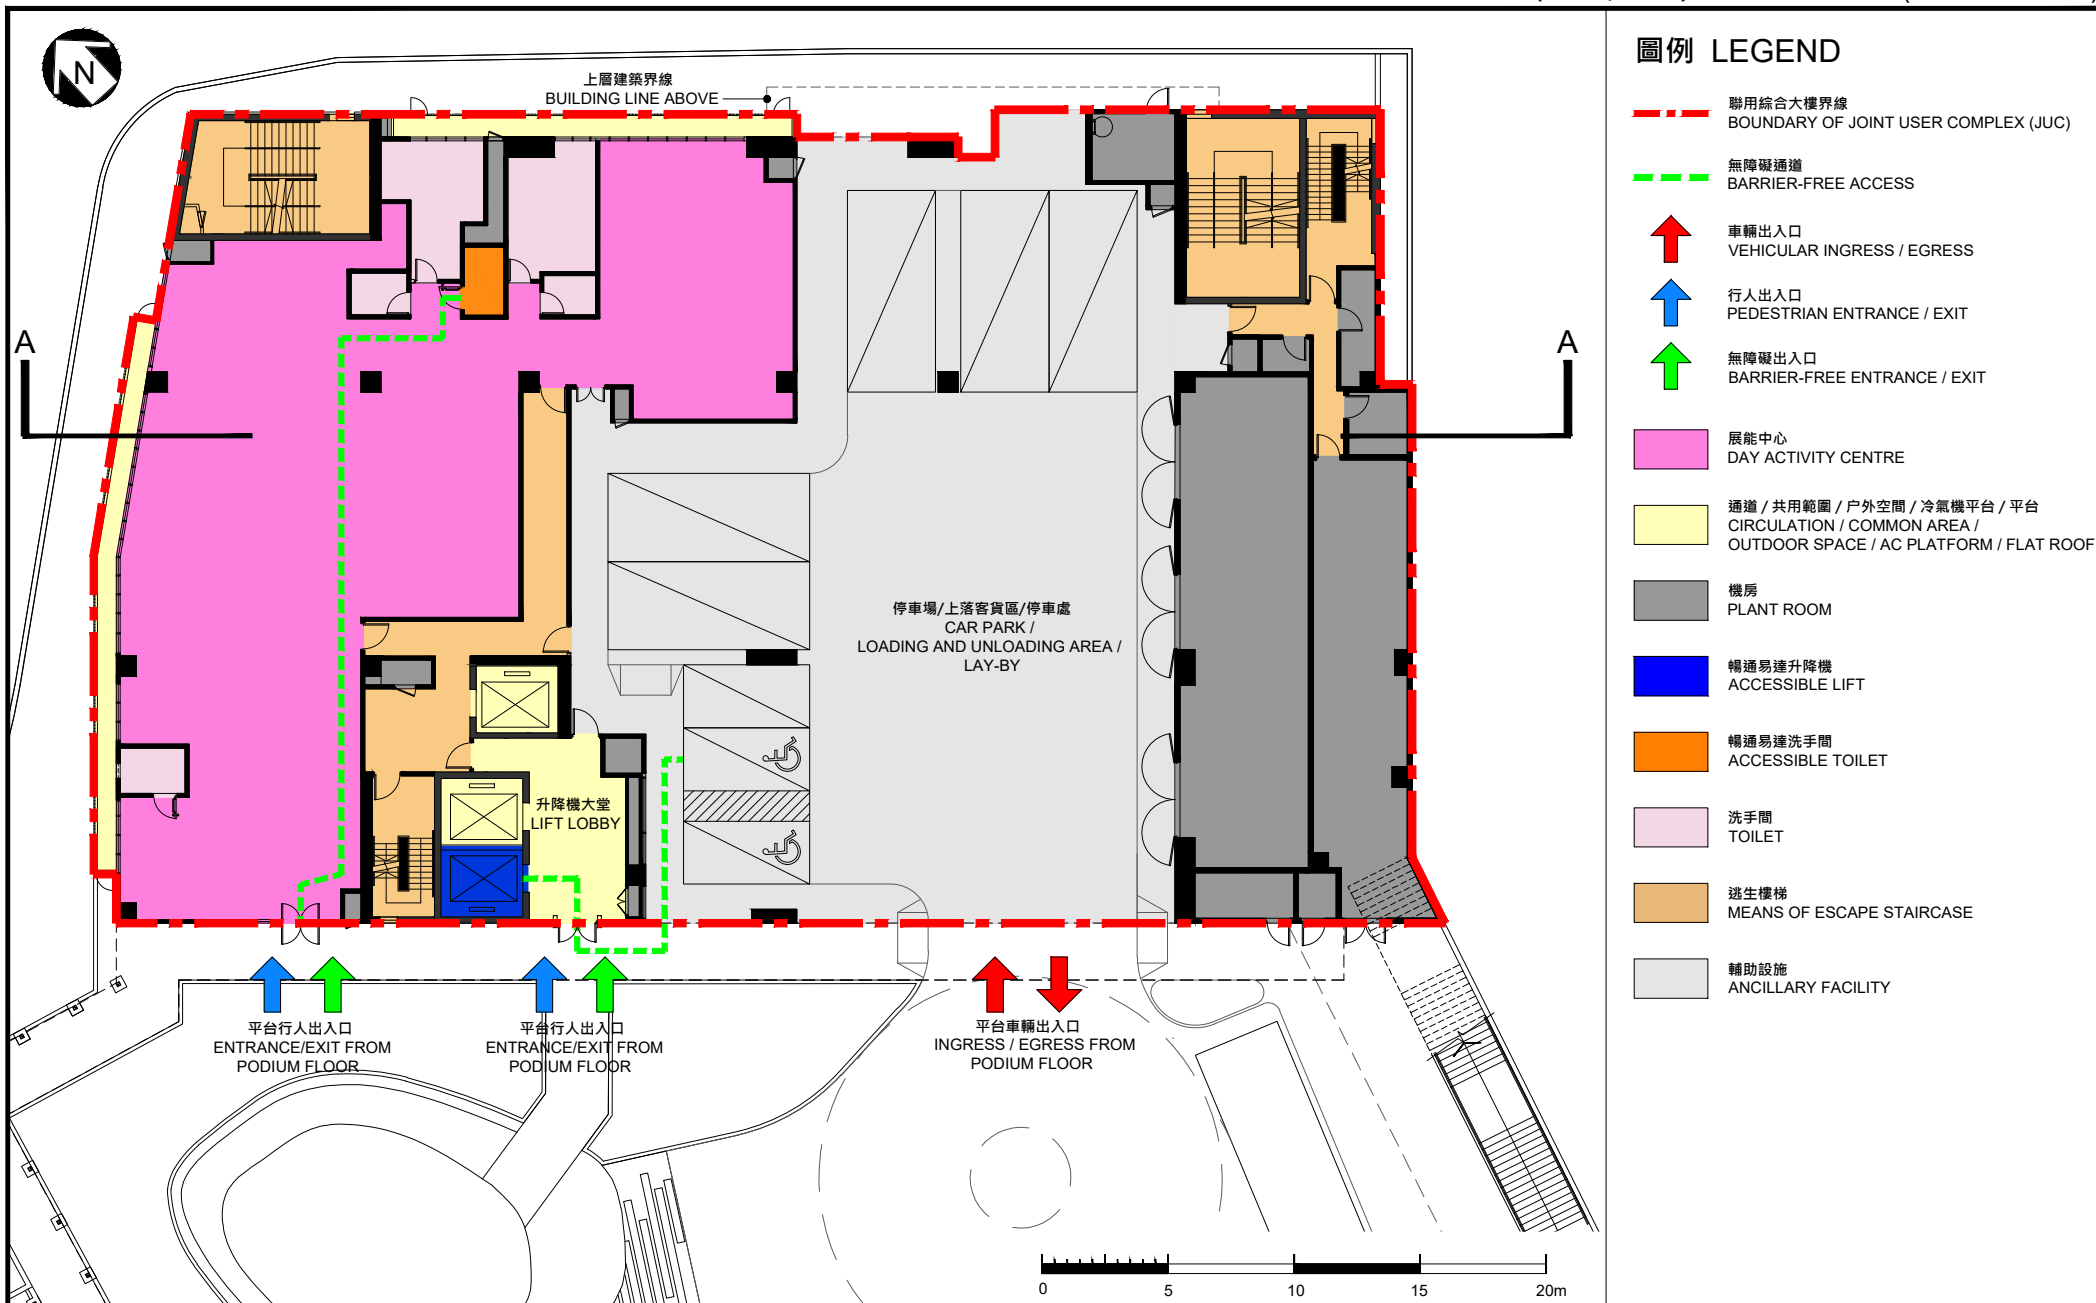 N
上層建築界線
BUILDING LINE ABOVE
A
A
停車場/上落客貨區/停車處
CAR PARK /
LOADING AND UNLOADING AREA /
LAY-BY
升降機大堂
LIFT LOBBY
平台行人出入口
ENTRANCE/EXIT FROM
PODIUM FLOOR
平台行人出入口
ENTRANCE/EXIT FROM
PODIUM FLOOR
平台車輛出入口
INGRESS / EGRESS FROM
PODIUM FLOOR
0 5 10 15 20m
圖例 LEGEND
聯用綜合大樓界線
BOUNDARY OF JOINT USER COMPLEX (JUC)
無障礙通道
BARRIER-FREE ACCESS
車輛出入口
VEHICULAR INGRESS / EGRESS
行人出入口
PEDESTRIAN ENTRANCE / EXIT
無障礙出入口
BARRIER-FREE ENTRANCE / EXIT
展能中心
DAY ACTIVITY CENTRE
通道 / 共用範圍 / 户外空間 / 冷氣機平台 / 平台
CIRCULATION / COMMON AREA /
OUTDOOR SPACE / AC PLATFORM / FLAT ROOF
機房
PLANT ROOM
暢通易達升降機
ACCESSIBLE LIFT
暢通易達洗手間
ACCESSIBLE TOILET
洗手間
TOILET
逃生樓梯
MEANS OF ESCAPE STAIRCASE
輔助設施
ANCILLARY FACILITY